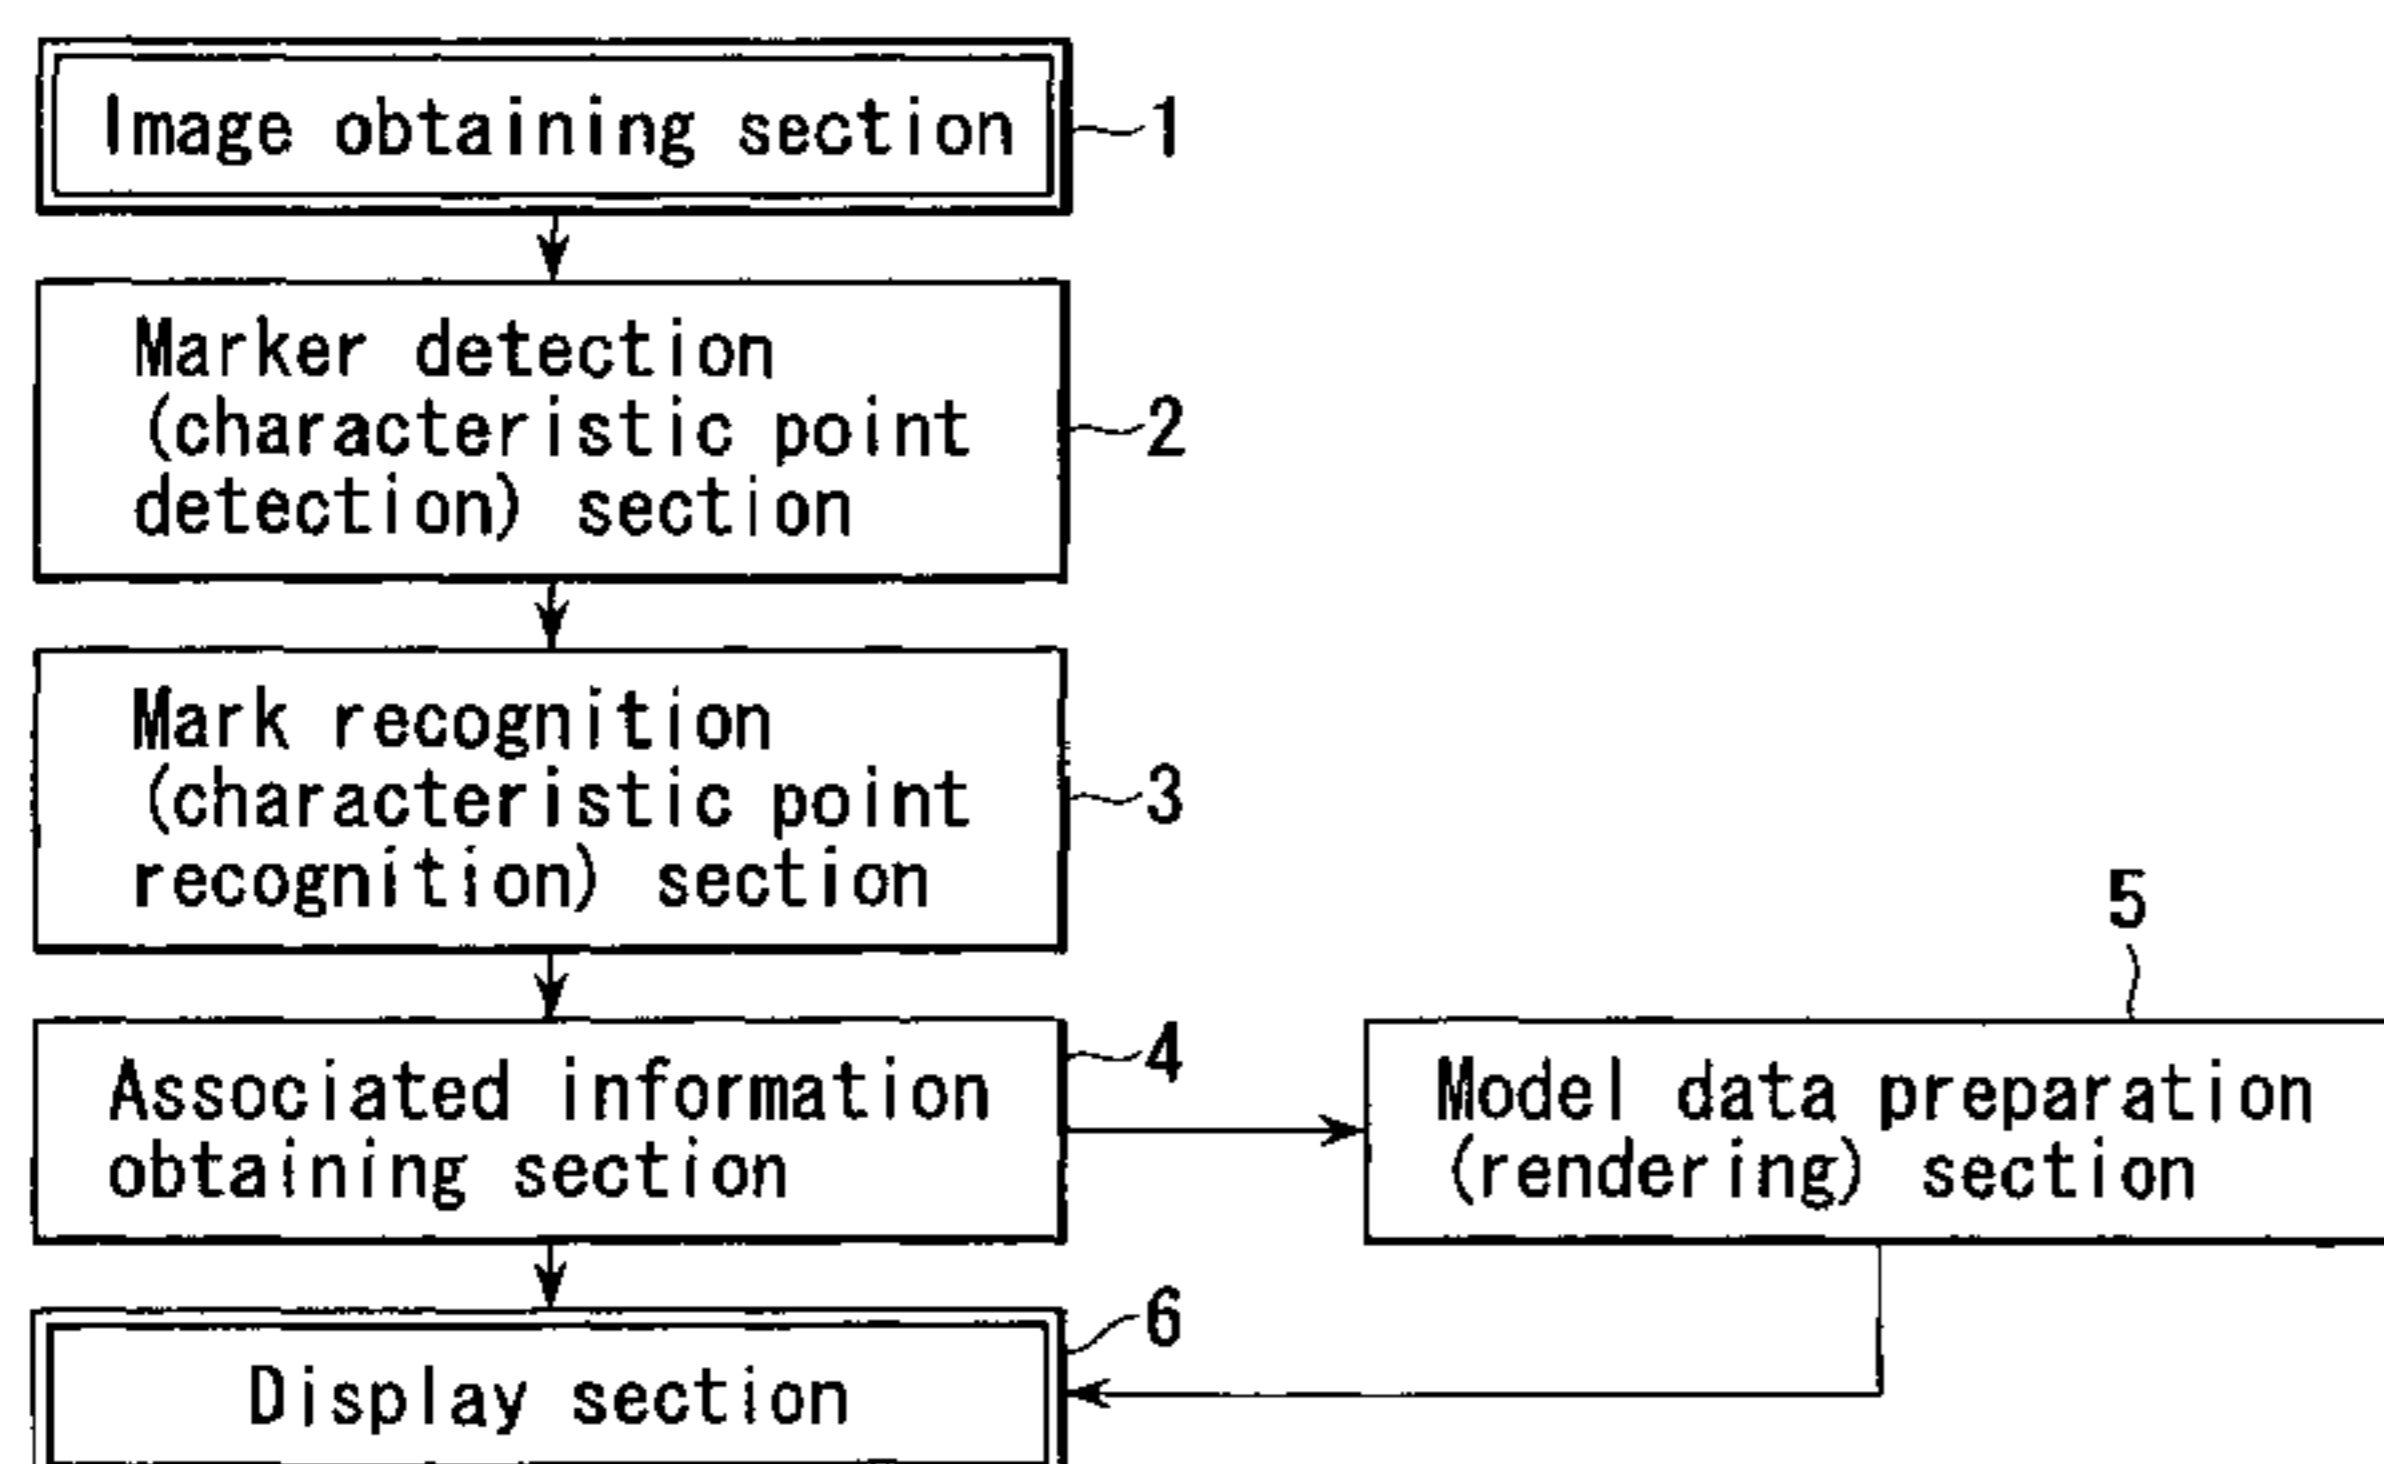 Image obtaining section
1
Marker detection
(characteristic point
detection) section
2
Mark recognition
(characteristic point
recognition) section
3
Associated information
obtaining section
4
5
Model data preparation
(rendering) section
6
Display section